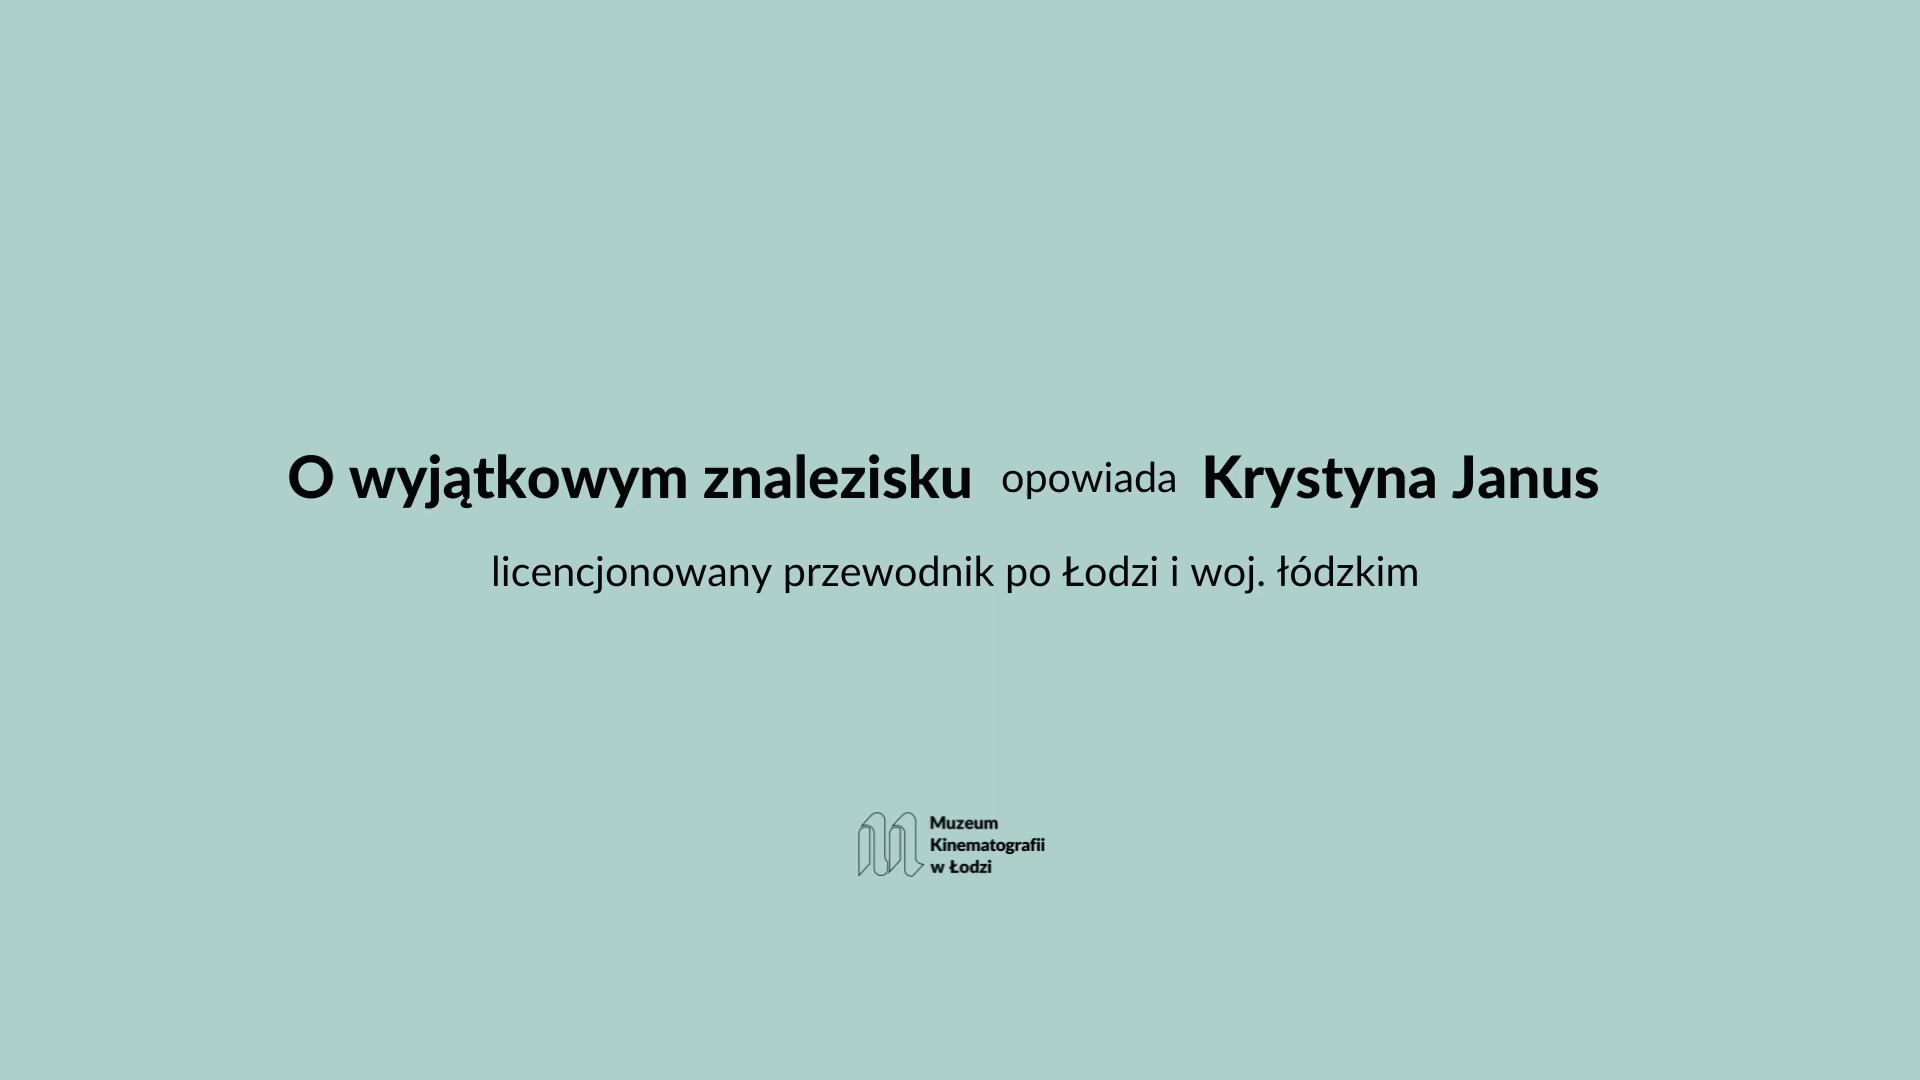 O wyjątkowym znalezisku opowiada Krystyna Janus
licencjonowany przewodnik po Łodzi i woj. łódzkim
Muzeum
Kinematografii
w Łodzi